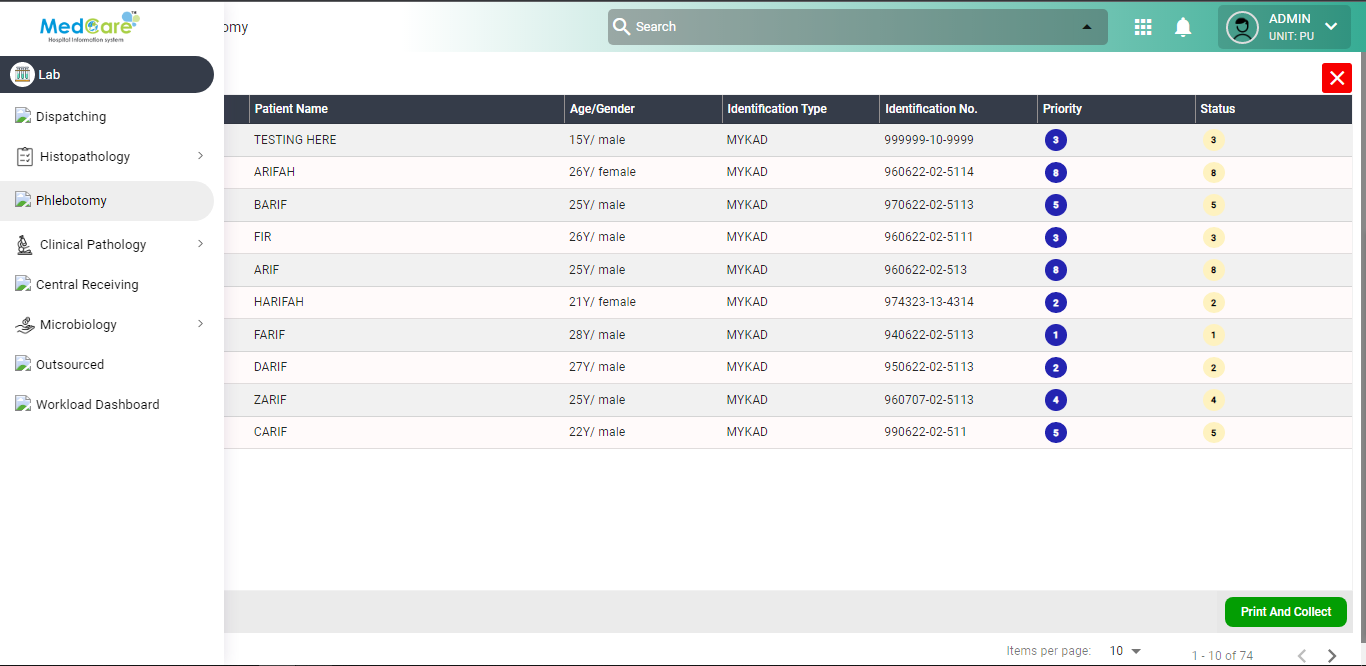 MedCare™
Hospital Information system
omy
Search
ADMIN
UNIT: PU
Lab
Dispatching
Histopathology
Phlebotomy
Clinical Pathology
Central Receiving
Microbiology
Outsourced
Workload Dashboard
Patient Name Age/Gender Identification Type Identification No. Priority Status
TESTING HERE 15Y/ male MYKAD 999999-10-9999 3 3
ARIFAH 26Y/ female MYKAD 960622-02-5114 8 8
BARIF 25Y/ male MYKAD 970622-02-5113 5 5
FIR 26Y/ male MYKAD 960622-02-5111 3 3
ARIF 25Y/ male MYKAD 960622-02-513 8 8
HARIFAH 21Y/ female MYKAD 974323-13-4314 2 2
FARIF 28Y/ male MYKAD 940622-02-5113 1 1
DARIF 27Y/ male MYKAD 950622-02-5113 2 2
ZARIF 25Y/ male MYKAD 960707-02-5113 4 4
CARIF 22Y/ male MYKAD 990622-02-511 5 5
Print And Collect
Items per page: 10 1 - 10 of 74